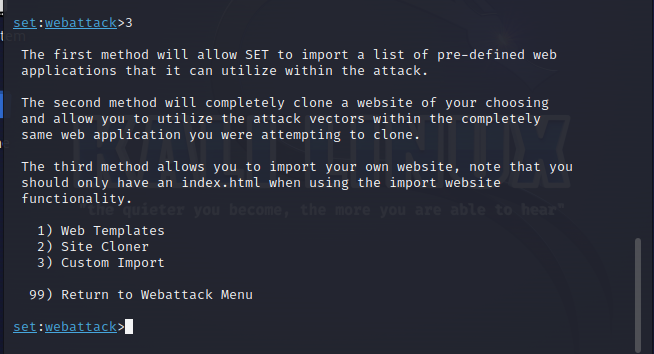 set:webattack>3
The first method will allow SET to import a list of pre-defined web
applications that it can utilize within the attack.
The second method will completely clone a website of your choosing
and allow you to utilize the attack vectors within the completely
same web application you were attempting to clone.
The third method allows you to import your own website, note that you
should only have an index.html when using the import website
functionality.
"the quieter you become, the more you are able to hear"
1) Web Templates
2) Site Cloner
3) Custom Import
99) Return to Webattack Menu
set:webattack>